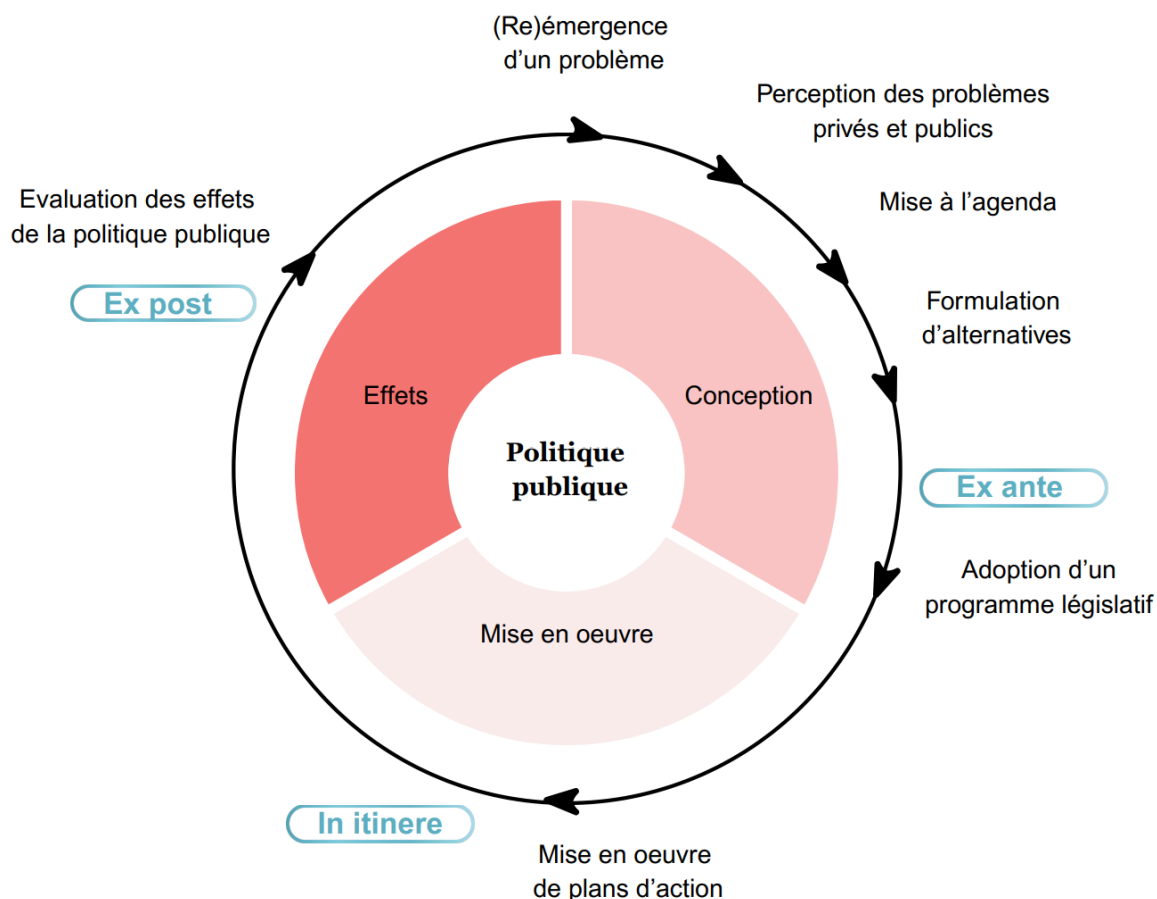 (Re)émergence
d'un problème
Perception des problèmes
privés et publics
Mise à l'agenda
Formulation
d'alternatives
Ex ante
Adoption d'un
programme législatif
Mise en oeuvre
de plans d'action
In itinere
Evaluation des effets
de la politique publique
Ex post
Effets
Conception
Politique
publique
Mise en oeuvre